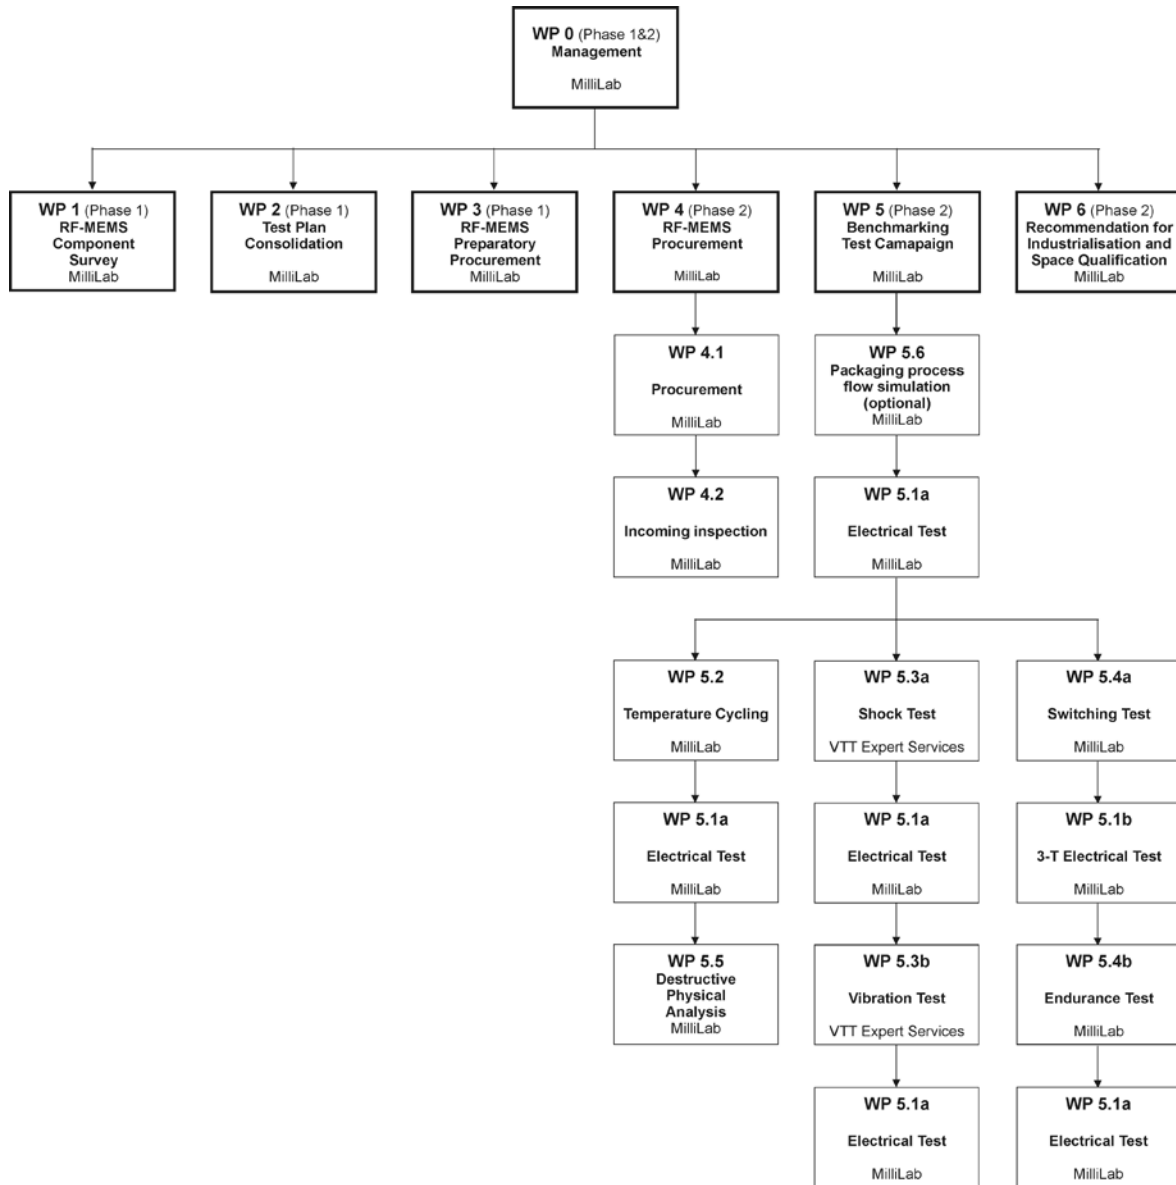 WP 0 (Phase 1&2)
Management
MilliLab
WP 1 (Phase 1)
RF-MEMS
Component
Survey
MilliLab
WP 2 (Phase 1)
Test Plan
Consolidation
MilliLab
WP 3 (Phase 1)
RF-MEMS
Preparatory
Procurement
MilliLab
WP 4 (Phase 2)
RF-MEMS
Procurement
MilliLab
WP 5 (Phase 2)
Benchmarking
Test Camapaign
MilliLab
WP 6 (Phase 2)
Recommendation for
Industrialisation and
Space Qualification
MilliLab
WP 4.1
Procurement
MilliLab
WP 5.6
Packaging process
flow simulation
(optional)
MilliLab
WP 4.2
Incoming inspection
MilliLab
WP 5.1a
Electrical Test
MilliLab
WP 5.2
Temperature Cycling
MilliLab
WP 5.3a
Shock Test
VTT Expert Services
WP 5.4a
Switching Test
MilliLab
WP 5.1a
Electrical Test
MilliLab
WP 5.1a
Electrical Test
MilliLab
WP 5.1b
3-T Electrical Test
MilliLab
WP 5.5
Destructive
Physical
Analysis
MilliLab
WP 5.3b
Vibration Test
VTT Expert Services
WP 5.4b
Endurance Test
MilliLab
WP 5.1a
Electrical Test
MilliLab
WP 5.1a
Electrical Test
MilliLab